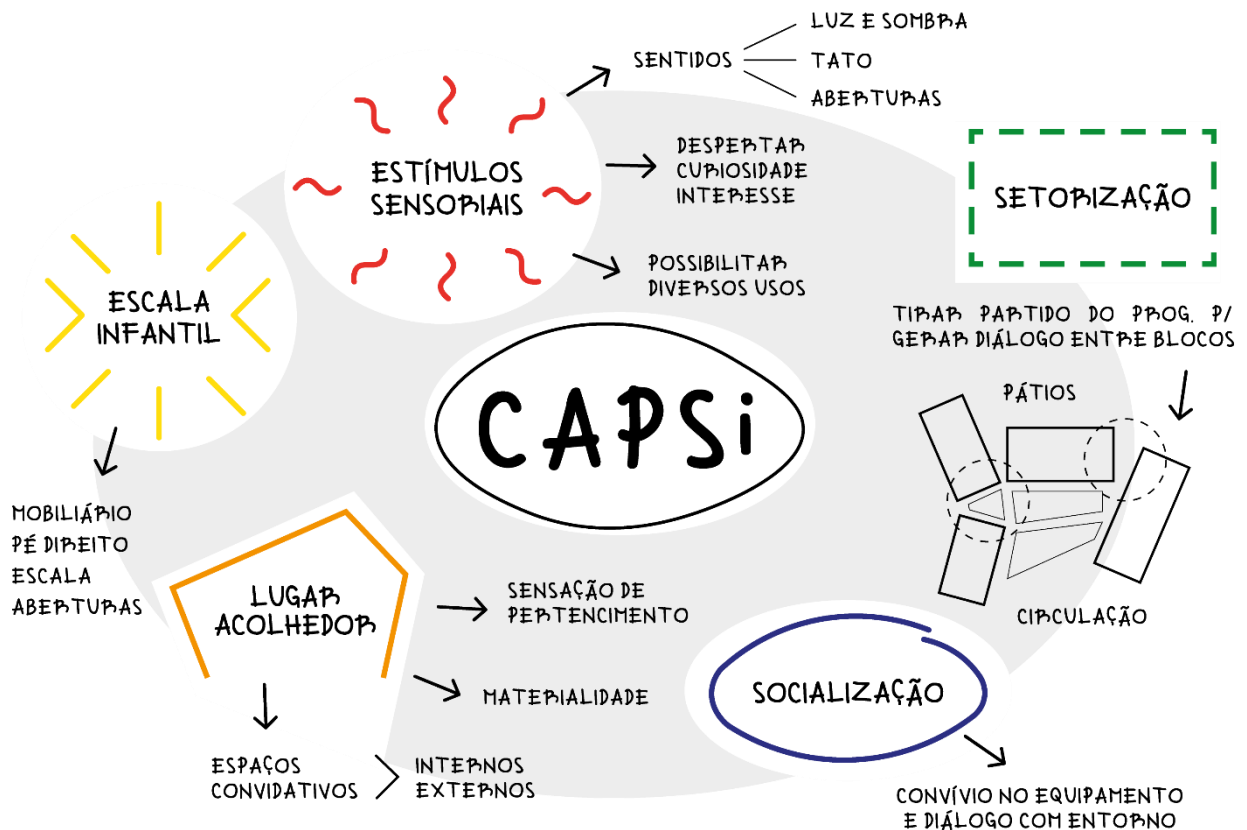 LUZ E SOMBRA
SENTIDOS
TATO
ABERTURAS
ESTÍMULOS
SENSORIAIS
DESPERTAR
CURIOSIDADE
INTERESSE
POSSIBILITAR
DIVERSOS USOS
SETORIZAÇÃO
TIRAR PARTIDO DO PROG. P/
GERAR DIÁLOGO ENTRE BLOCOS
PÁTIOS
CIRCULAÇÃO
ESCALA
INFANTIL
MOBILIÁRIO
PÉ DIREITO
ESCALA
ABERTURAS
CAPSi
LUGAR
ACOLHEDOR
SENSAÇÃO DE
PERTENCIMENTO
MATERIALIDADE
ESPAÇOS
CONVIDATIVOS
INTERNOS
EXTERNOS
SOCIALIZAÇÃO
CONVÍVIO NO EQUIPAMENTO
E DIÁLOGO COM ENTORNO